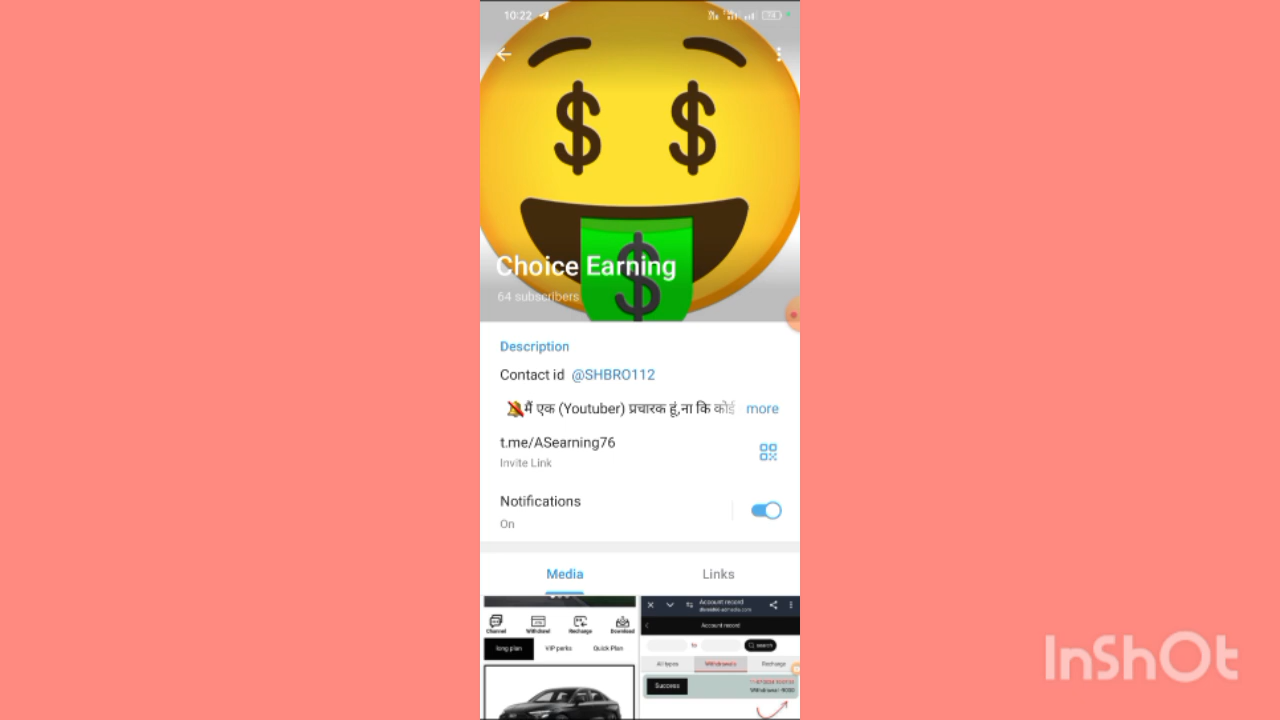 10:22
Choice Earning
64 subscribers
Description
Contact id @SHBRO112
मैं एक (Youtuber) प्रचारक हूं,ना कि कोई more
t.me/ASearning76
Invite Link
Notifications
On
Media Links
Channel Withdrawl Recharge Download
long plan VIP parks Quick Plan
Account record
Account record
to search
All types Withdrawals Recharge
Success
InShOt